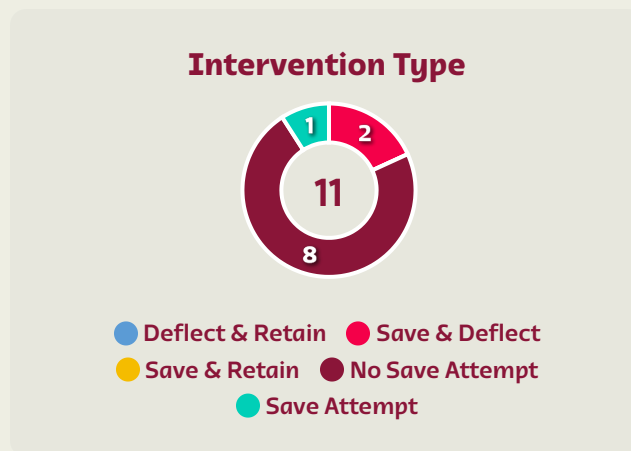 Intervention Type
1
2
11
8
Deflect & Retain
Save & Deflect
Save & Retain
No Save Attempt
Save Attempt